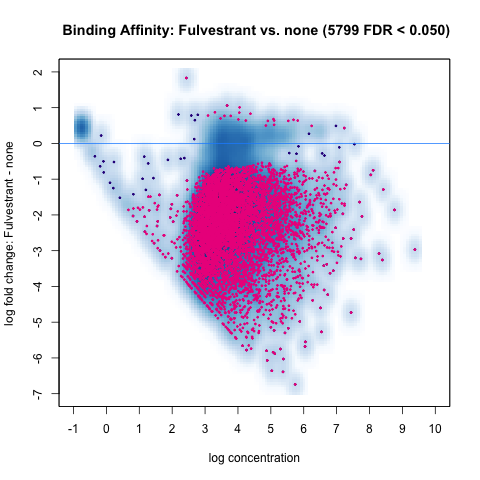 Binding Affinity: Fulvestrant vs. none (5799 FDR < 0.050)
log fold change: Fulvestrant - none
2
1
0
-1
-2
-3
-4
-5
-6
-7
-1 0 1 2 3 4 5 6 7 8 9 10
log concentration